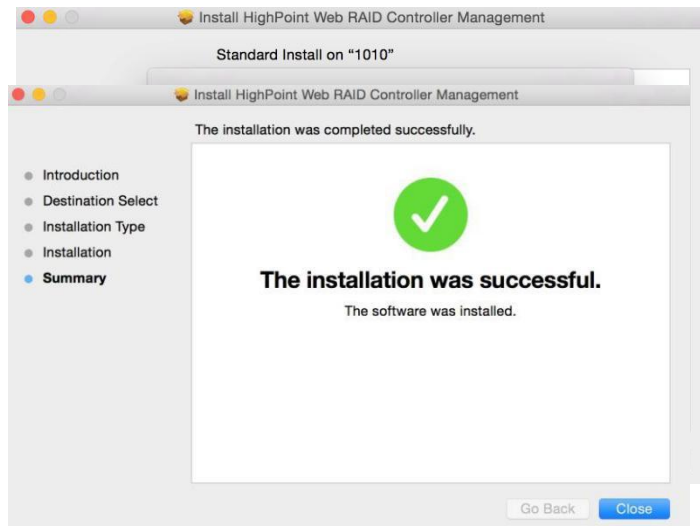 Install HighPoint Web RAID Controller Management
Standard Install on “1010”
Install HighPoint Web RAID Controller Management
The installation was completed successfully.
Introduction
Destination Select
Installation Type
Installation
Summary
The installation was successful.
The software was installed.
Go Back
Close